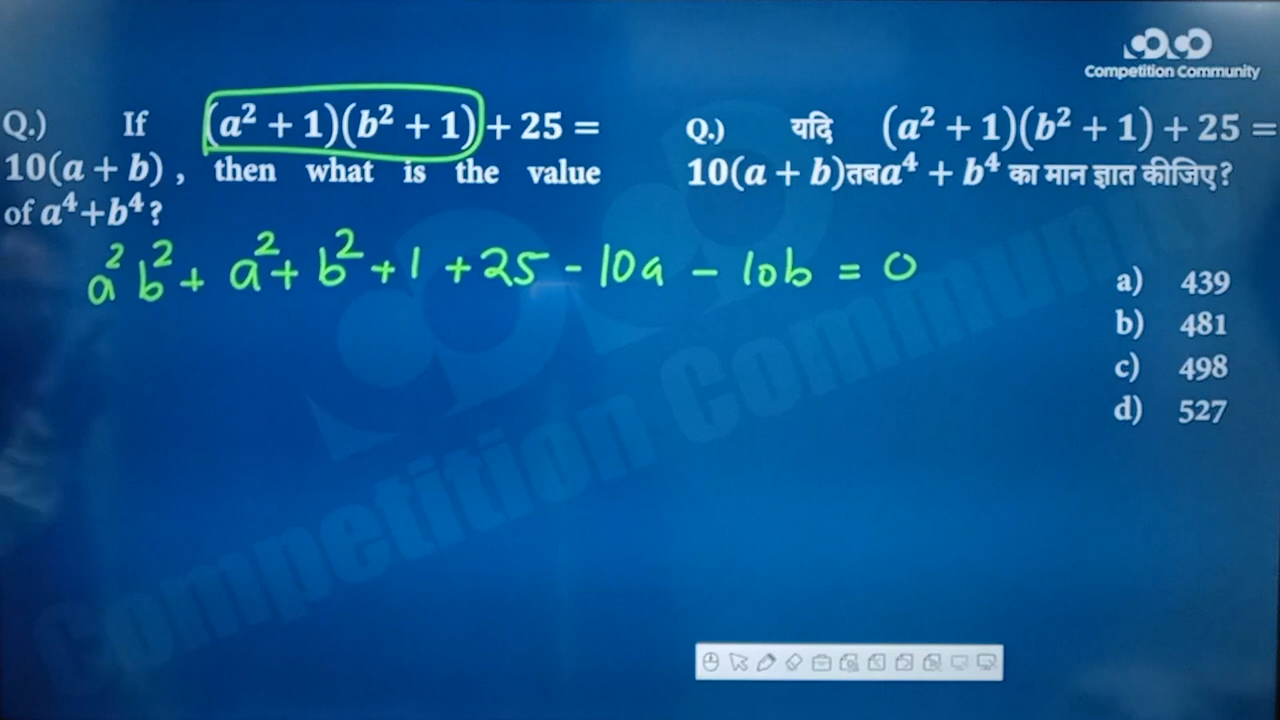 Competition Community
Q.) If (a² + 1)(b² + 1) + 25 =
10(a + b) , then what is the value
of a⁴+b⁴?
Q.) यदि (a² + 1)(b² + 1) + 25 =
10(a + b)तबa⁴ + b⁴ का मान ज्ञात कीजिए?
a²b² + a² + b² + 1 + 25 - 10a - 10b = 0
a) 439
b) 481
c) 498
d) 527
Competition Community